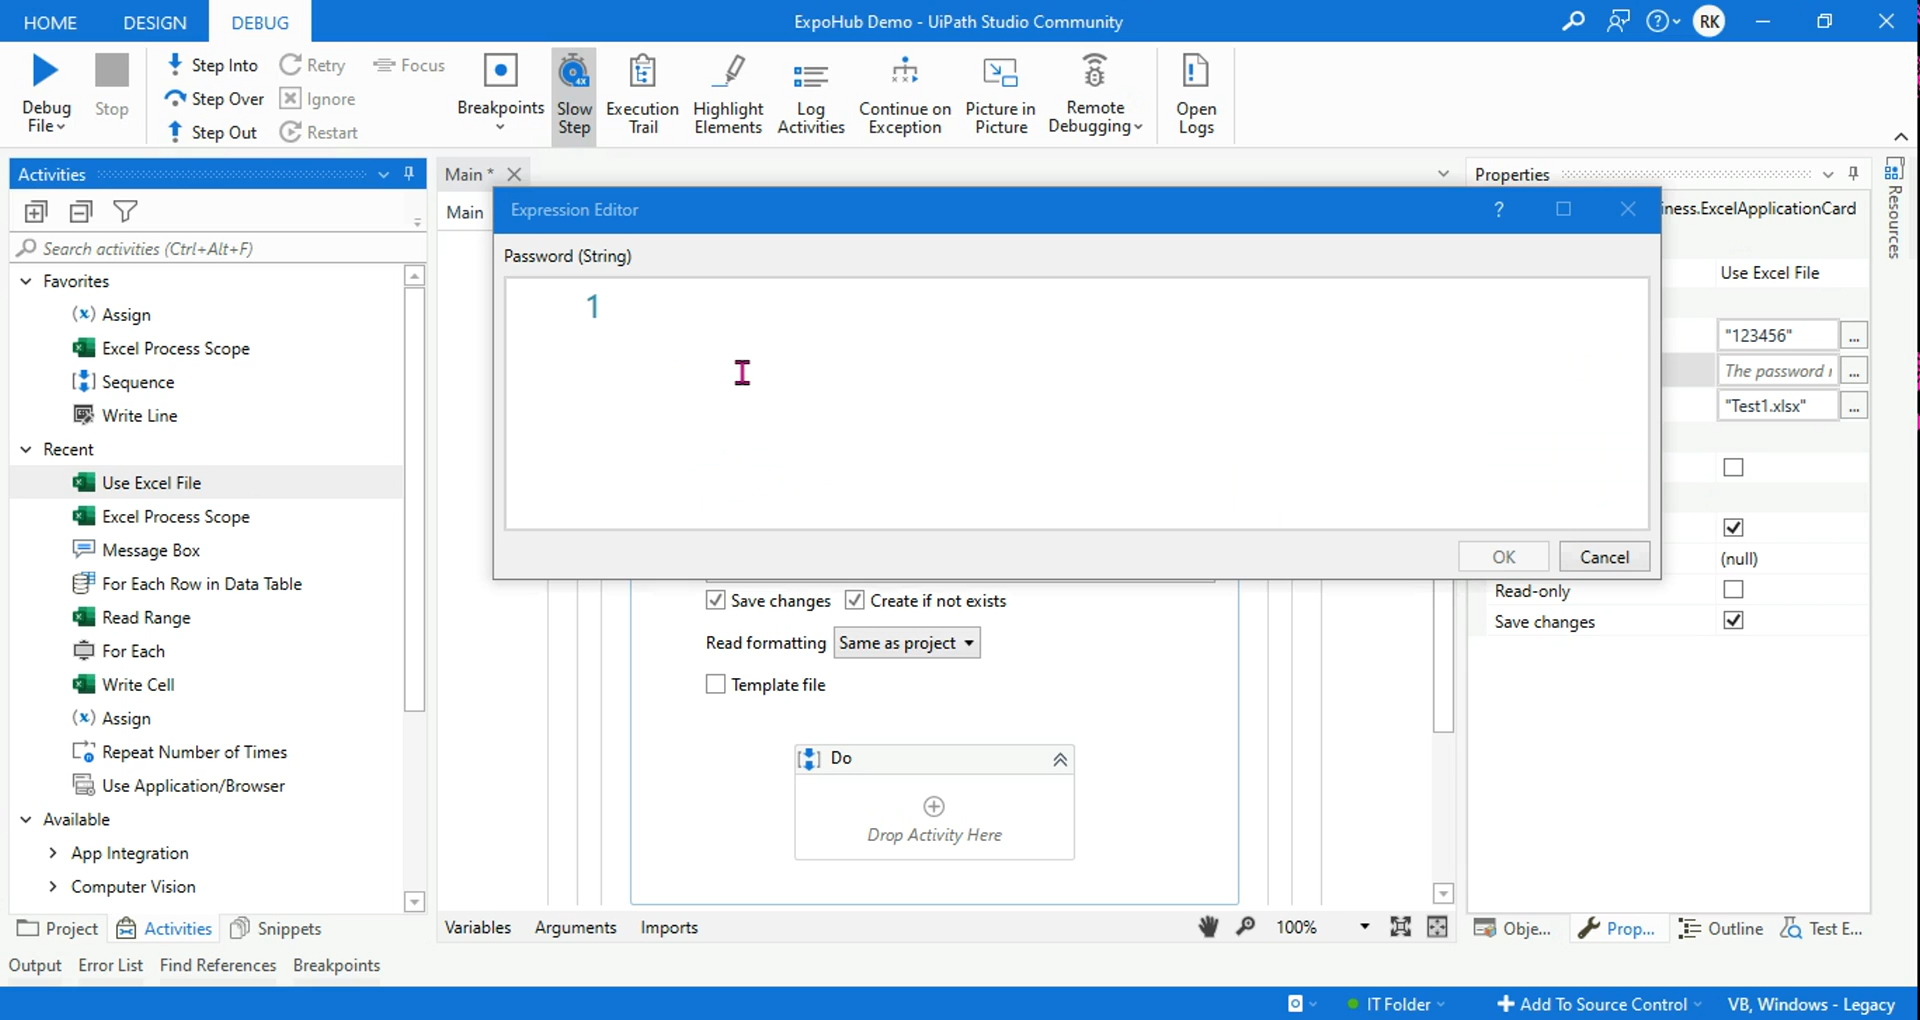 HOME DESIGN DEBUG ExpoHub Demo - UiPath Studio Community RK
Debug File
Stop
Step Into
Step Over
Step Out
Retry
Ignore
Restart
Focus
Breakpoints
Slow Step
Execution Trail
Highlight Elements
Log Activities
Continue on Exception
Picture in Picture
Remote Debugging
Open Logs
Activities
Search activities (Ctrl+Alt+F)
Favorites
Assign
Excel Process Scope
Sequence
Write Line
Recent
Use Excel File
Excel Process Scope
Message Box
For Each Row in Data Table
Read Range
For Each
Write Cell
Assign
Repeat Number of Times
Use Application/Browser
Available
App Integration
Computer Vision
Project Activities Snippets
Main *
Main
Expression Editor ?
Password (String)
1
OK Cancel
Save changes Create if not exists
Read formatting Same as project
Template file
Do
Drop Activity Here
Variables Arguments Imports 100%
Properties
iness.ExcelApplicationCard
Use Excel File
"123456" ...
The password ...
"Test1.xlsx" ...
(null)
Read-only
Save changes
Resources
Obje... Prop... Outline Test E...
Output Error List Find References Breakpoints
IT Folder Add To Source Control VB, Windows - Legacy